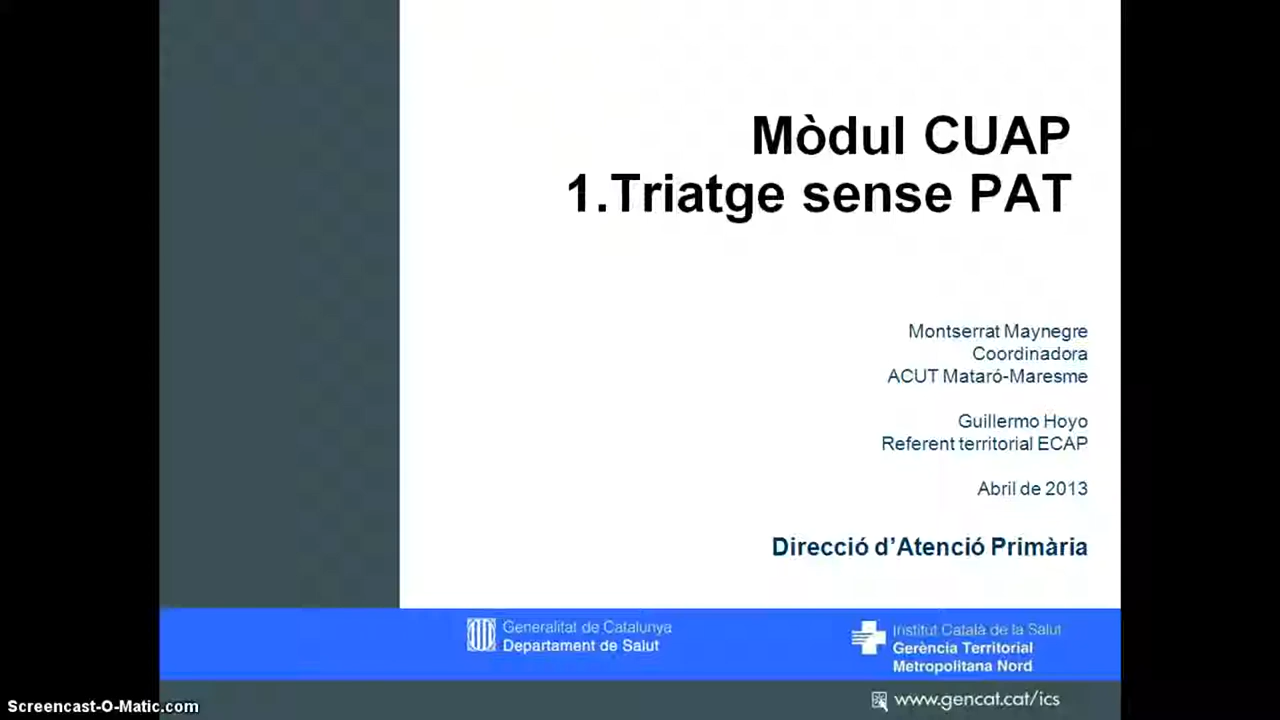 Mòdul CUAP
1.Triatge sense PAT
Montserrat Maynegre
Coordinadora
ACUT Mataró-Maresme
Guillermo Hoyo
Referent territorial ECAP
Abril de 2013
Direcció d’Atenció Primària
Generalitat de Catalunya
Departament de Salut
Institut Català de la Salut
Gerència Territorial
Metropolitana Nord
www.gencat.cat/ics
Screencast-O-Matic.com